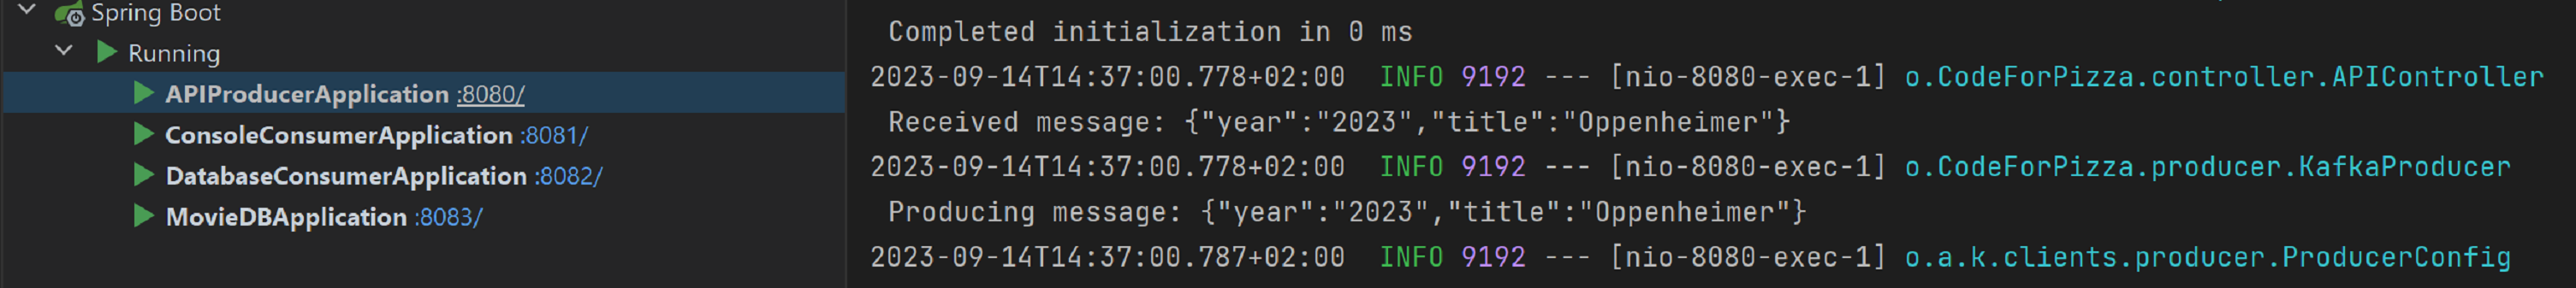 Spring Boot
Running
APIProducerApplication :8080/
ConsoleConsumerApplication :8081/
DatabaseConsumerApplication :8082/
MovieDBApplication :8083/
Completed initialization in 0 ms
2023-09-14T14:37:00.778+02:00  INFO 9192 --- [nio-8080-exec-1] o.CodeForPizza.controller.APIController
Received message: {"year":"2023","title":"Oppenheimer"}
2023-09-14T14:37:00.778+02:00  INFO 9192 --- [nio-8080-exec-1] o.CodeForPizza.producer.KafkaProducer
Producing message: {"year":"2023","title":"Oppenheimer"}
2023-09-14T14:37:00.787+02:00  INFO 9192 --- [nio-8080-exec-1] o.a.k.clients.producer.ProducerConfig